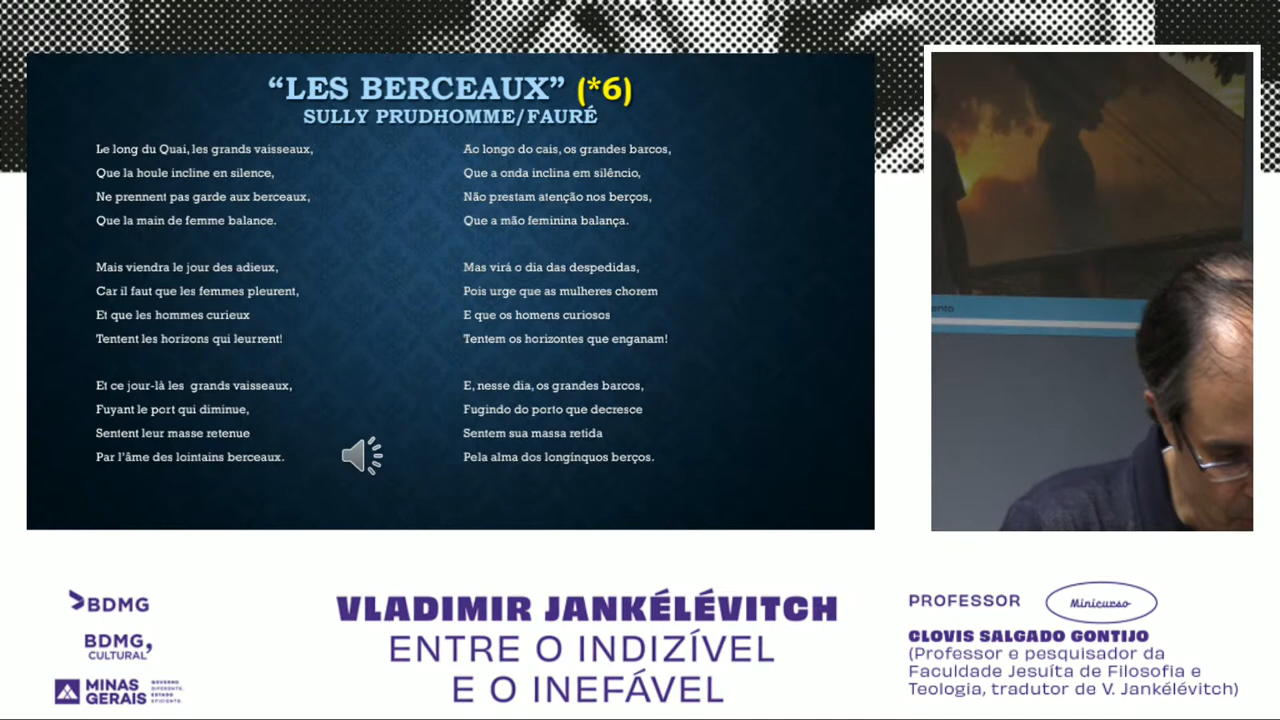 “LES BERCEAUX” (*6)
SULLY PRUDHOMME/FAURÉ
Le long du Quai, les grands vaisseaux,
Que la houle incline en silence,
Ne prennent pas garde aux berceaux,
Que la main de femme balance.
Mais viendra le jour des adieux,
Car il faut que les femmes pleurent,
Et que les hommes curieux
Tentent les horizons qui leurrent!
Et ce jour-là les grands vaisseaux,
Fuyant le port qui diminue,
Sentent leur masse retenue
Par l’âme des lointains berceaux.
Ao longo do cais, os grandes barcos,
Que a onda inclina em silêncio,
Não prestam atenção nos berços,
Que a mão feminina balança.
Mas virá o dia das despedidas,
Pois urge que as mulheres chorem
E que os homens curiosos
Tentem os horizontes que enganam!
E, nesse dia, os grandes barcos,
Fugindo do porto que decresce
Sentem sua massa retida
Pela alma dos longínquos berços.
ento
BDMG
BDMG,
CULTURAL
MINAS
GERAIS
GOVERNO
DIFERENTE.
ESTADO
EFICIENTE.
VLADIMIR JANKÉLÉVITCH
ENTRE O INDIZÍVEL
E O INEFÁVEL
PROFESSOR
Minicurso
CLOVIS SALGADO GONTIJO
(Professor e pesquisador da
Faculdade Jesuíta de Filosofia e
Teologia, tradutor de V. Jankélévitch)